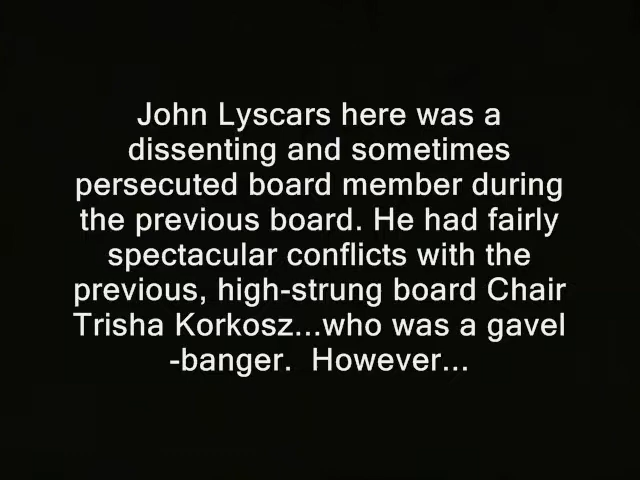 John Lyscars here was a
dissenting and sometimes
persecuted board member during
the previous board. He had fairly
spectacular conflicts with the
previous, high-strung board Chair
Trisha Korkosz...who was a gavel
-banger.  However...